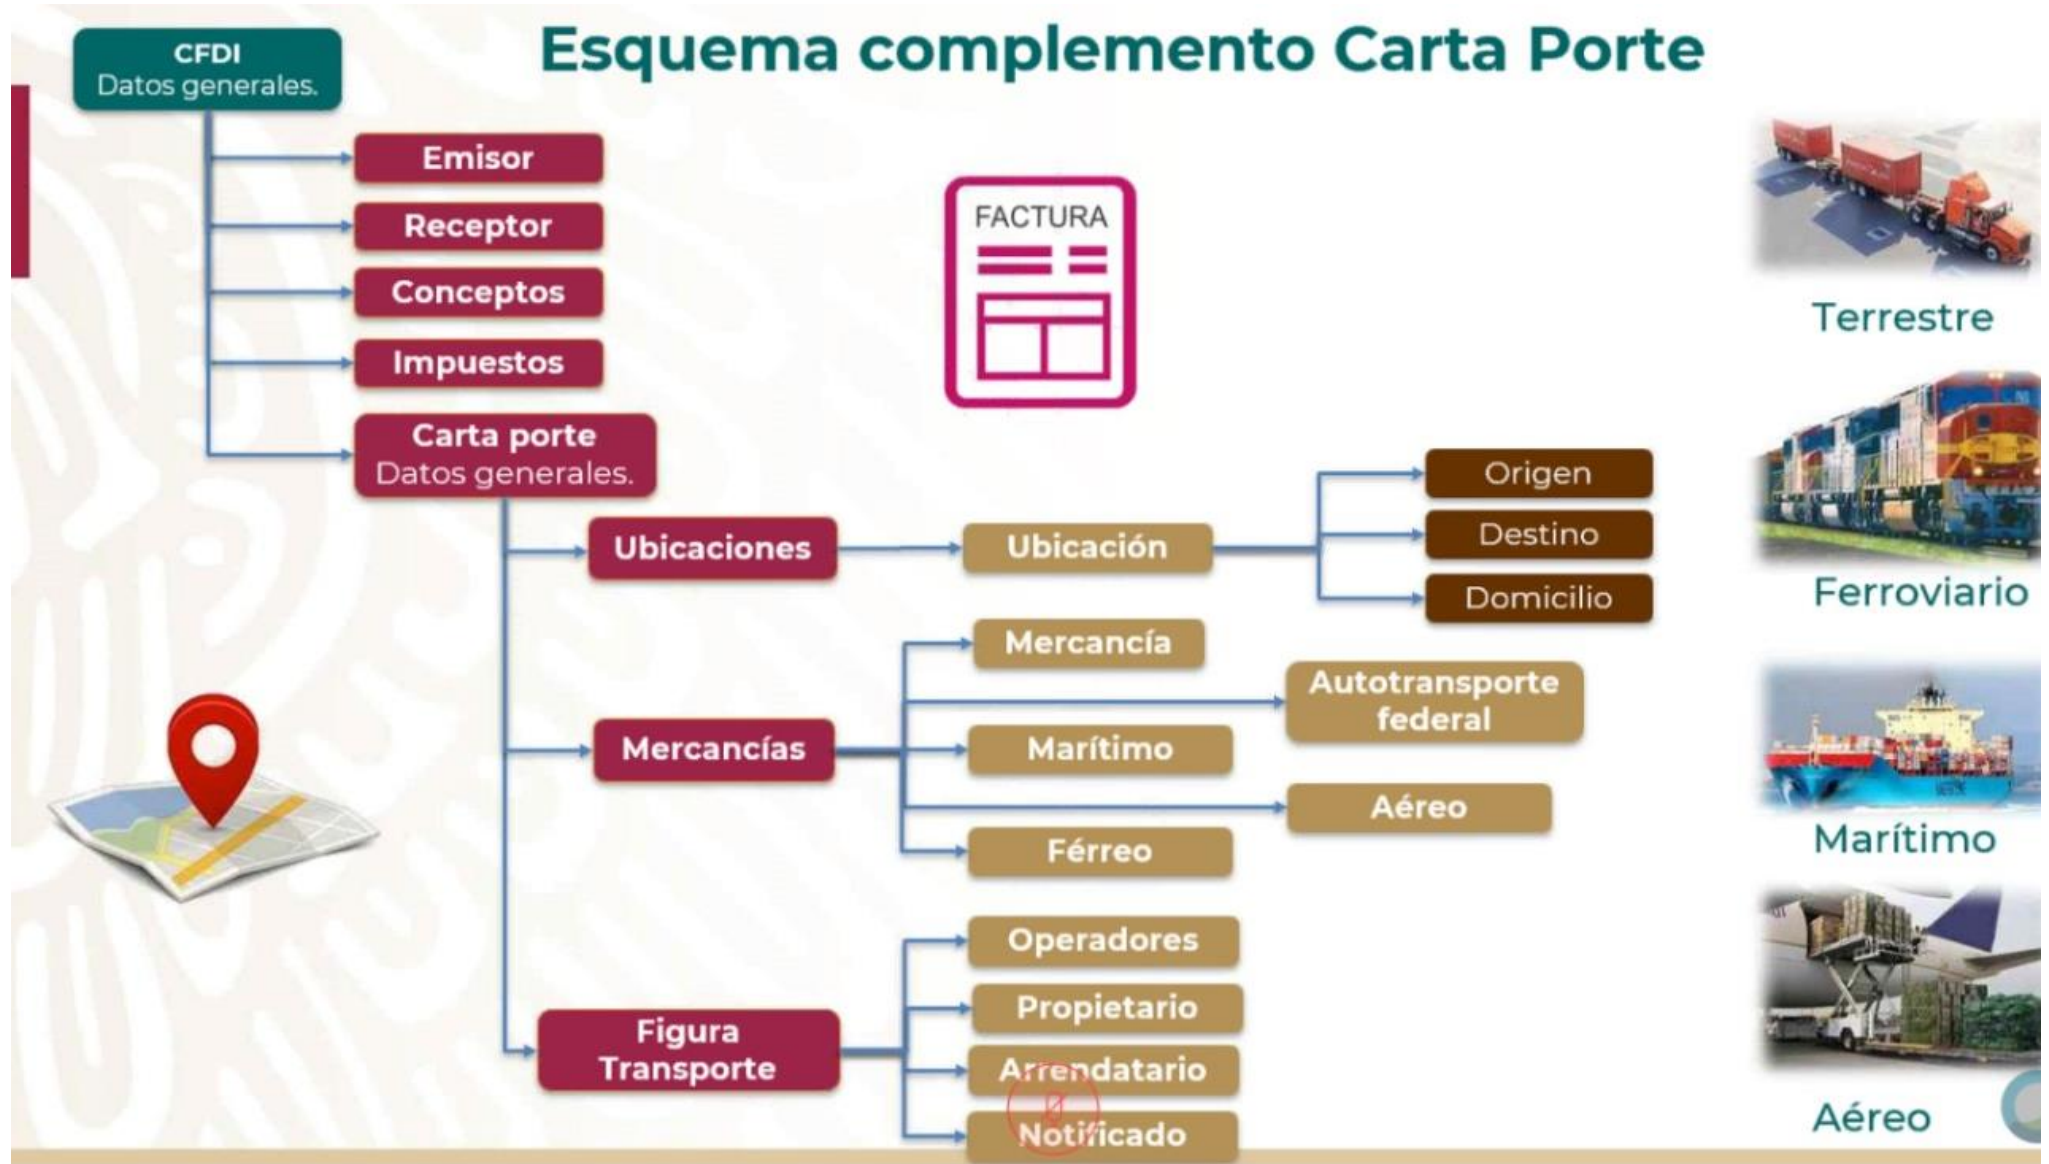 Esquema complemento Carta Porte
CFDI
Datos generales.
Emisor
Receptor
Conceptos
Impuestos
Carta porte
Datos generales.
FACTURA
Ubicaciones
Ubicación
Origen
Destino
Domicilio
Mercancías
Mercancía
Autotransporte
federal
Marítimo
Aéreo
Férreo
Figura
Transporte
Operadores
Propietario
Arrendatario
Notificado
Terrestre
Ferroviario
Marítimo
Aéreo